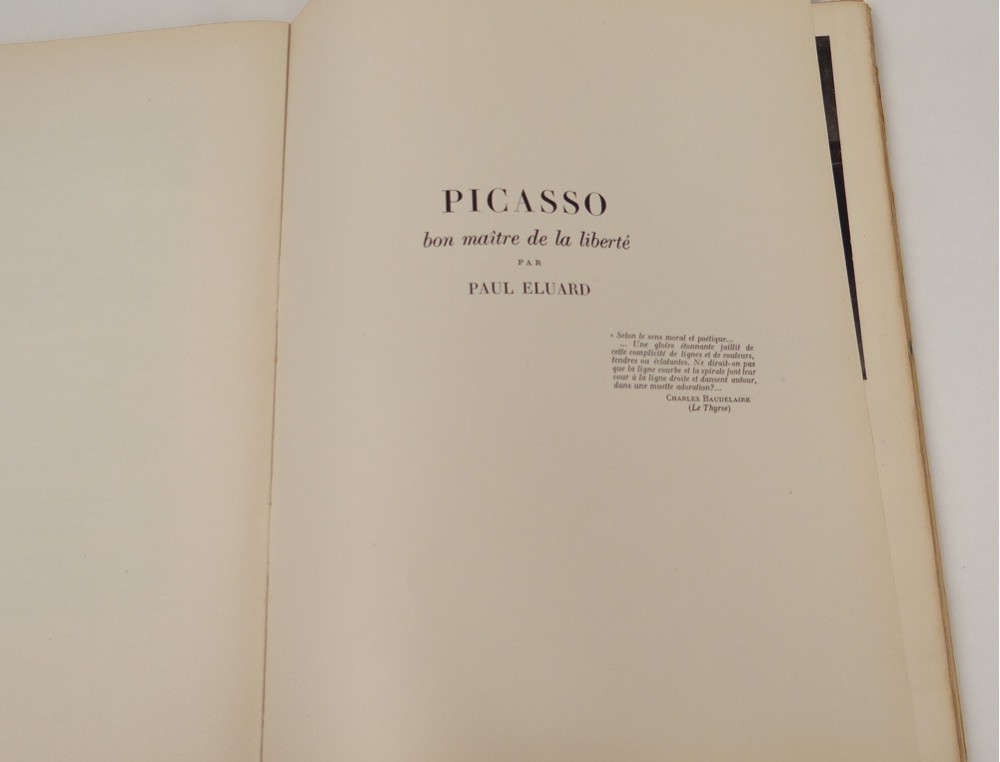 PICASSO
bon maître de la liberté
PAR
PAUL ELUARD
« Selon le sens moral et poétique...
... Une gloire étonnante jaillit de
cette complicité de lignes et de couleurs,
tendres ou éclatantes. Ne dirait-on pas
que la ligne courbe et la spirale font leur
cour à la ligne droite et dansent autour,
dans une muette adoration?...
CHARLES BAUDELAIRE
(Le Thyrse)